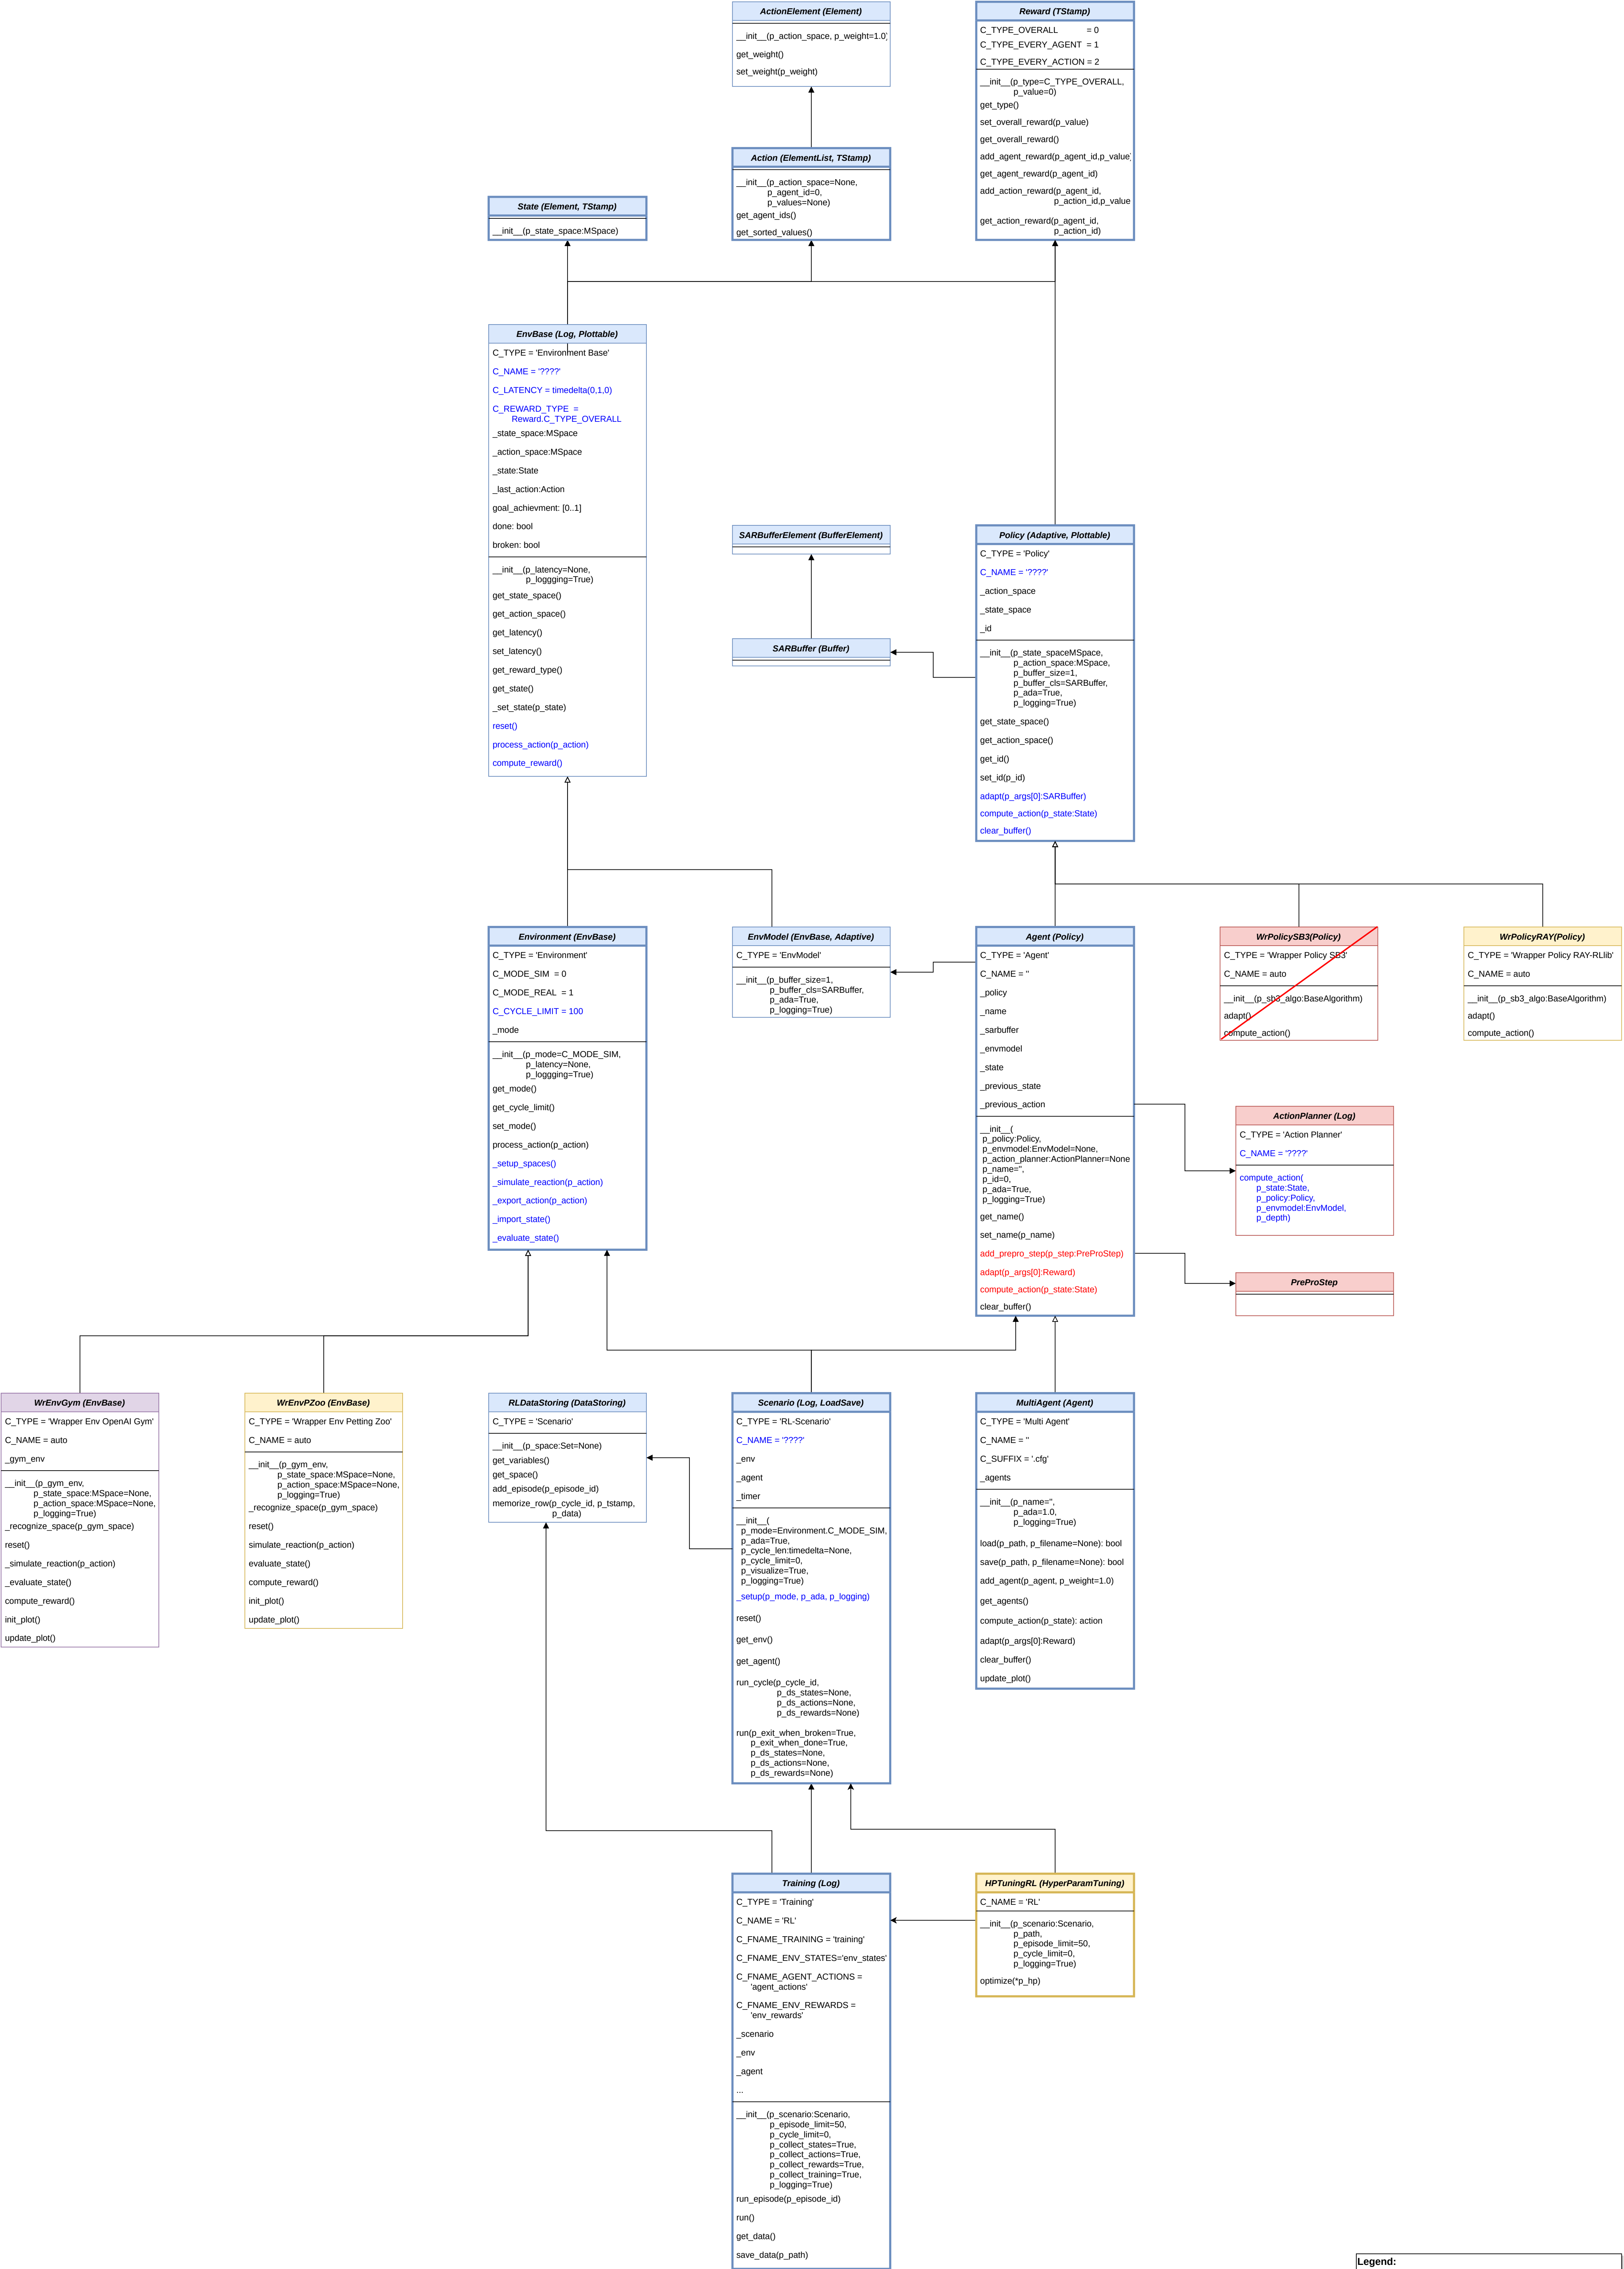 ActionElement (Element)
__init__(p_action_space, p_weight=1.0)
get_weight()
set_weight(p_weight)
Reward (TStamp)
C_TYPE_OVERALL = 0
C_TYPE_EVERY_AGENT = 1
C_TYPE_EVERY_ACTION = 2
__init__(p_type=C_TYPE_OVERALL,
p_value=0)
get_type()
set_overall_reward(p_value)
get_overall_reward()
add_agent_reward(p_agent_id,p_value)
get_agent_reward(p_agent_id)
add_action_reward(p_agent_id,
p_action_id,p_value
get_action_reward(p_agent_id,
p_action_id)
Action (ElementList, TStamp)
__init__(p_action_space=None,
p_agent_id=0,
p_values=None)
get_agent_ids()
get_sorted_values()
State (Element, TStamp)
__init__(p_state_space:MSpace)
EnvBase (Log, Plottable)
C_TYPE = 'Environment Base'
C_NAME = '????'
C_LATENCY = timedelta(0,1,0)
C_REWARD_TYPE =
Reward.C_TYPE_OVERALL
_state_space:MSpace
_action_space:MSpace
_state:State
_last_action:Action
goal_achievment: [0..1]
done: bool
broken: bool
__init__(p_latency=None,
p_loggging=True)
get_state_space()
get_action_space()
get_latency()
set_latency()
get_reward_type()
get_state()
_set_state(p_state)
reset()
process_action(p_action)
compute_reward()
SARBufferElement (BufferElement)
SARBuffer (Buffer)
Policy (Adaptive, Plottable)
C_TYPE = 'Policy'
C_NAME = '????'
_action_space
_state_space
_id
__init__(p_state_spaceMSpace,
p_action_space:MSpace,
p_buffer_size=1,
p_buffer_cls=SARBuffer,
p_ada=True,
p_logging=True)
get_state_space()
get_action_space()
get_id()
set_id(p_id)
adapt(p_args[0]:SARBuffer)
compute_action(p_state:State)
clear_buffer()
Environment (EnvBase)
C_TYPE = 'Environment'
C_MODE_SIM = 0
C_MODE_REAL = 1
C_CYCLE_LIMIT = 100
_mode
__init__(p_mode=C_MODE_SIM,
p_latency=None,
p_loggging=True)
get_mode()
get_cycle_limit()
set_mode()
process_action(p_action)
_setup_spaces()
_simulate_reaction(p_action)
_export_action(p_action)
_import_state()
_evaluate_state()
EnvModel (EnvBase, Adaptive)
C_TYPE = 'EnvModel'
__init__(p_buffer_size=1,
p_buffer_cls=SARBuffer,
p_ada=True,
p_logging=True)
Agent (Policy)
C_TYPE = 'Agent'
C_NAME = ''
_policy
_name
_sarbuffer
_envmodel
_state
_previous_state
_previous_action
__init__(
p_policy:Policy,
p_envmodel:EnvModel=None,
p_action_planner:ActionPlanner=None
p_name='',
p_id=0,
p_ada=True,
p_logging=True)
get_name()
set_name(p_name)
add_prepro_step(p_step:PreProStep)
adapt(p_args[0]:Reward)
compute_action(p_state:State)
clear_buffer()
WrPolicySB3(Policy)
C_TYPE = 'Wrapper Policy SB3'
C_NAME = auto
__init__(p_sb3_algo:BaseAlgorithm)
adapt()
compute_action()
WrPolicyRAY(Policy)
C_TYPE = 'Wrapper Policy RAY-RLlib'
C_NAME = auto
__init__(p_sb3_algo:BaseAlgorithm)
adapt()
compute_action()
ActionPlanner (Log)
C_TYPE = 'Action Planner'
C_NAME = '????'
compute_action(
p_state:State,
p_policy:Policy,
p_envmodel:EnvModel,
p_depth)
PreProStep
WrEnvGym (EnvBase)
C_TYPE = 'Wrapper Env OpenAI Gym'
C_NAME = auto
_gym_env
__init__(p_gym_env,
p_state_space:MSpace=None,
p_action_space:MSpace=None,
p_logging=True)
_recognize_space(p_gym_space)
reset()
_simulate_reaction(p_action)
_evaluate_state()
compute_reward()
init_plot()
update_plot()
WrEnvPZoo (EnvBase)
C_TYPE = 'Wrapper Env Petting Zoo'
C_NAME = auto
__init__(p_gym_env,
p_state_space:MSpace=None,
p_action_space:MSpace=None,
p_logging=True)
_recognize_space(p_gym_space)
reset()
simulate_reaction(p_action)
evaluate_state()
compute_reward()
init_plot()
update_plot()
RLDataStoring (DataStoring)
C_TYPE = 'Scenario'
__init__(p_space:Set=None)
get_variables()
get_space()
add_episode(p_episode_id)
memorize_row(p_cycle_id, p_tstamp,
p_data)
Scenario (Log, LoadSave)
C_TYPE = 'RL-Scenario'
C_NAME = '????'
_env
_agent
_timer
__init__(
p_mode=Environment.C_MODE_SIM,
p_ada=True,
p_cycle_len:timedelta=None,
p_cycle_limit=0,
p_visualize=True,
p_logging=True)
_setup(p_mode, p_ada, p_logging)
reset()
get_env()
get_agent()
run_cycle(p_cycle_id,
p_ds_states=None,
p_ds_actions=None,
p_ds_rewards=None)
run(p_exit_when_broken=True,
p_exit_when_done=True,
p_ds_states=None,
p_ds_actions=None,
p_ds_rewards=None)
MultiAgent (Agent)
C_TYPE = 'Multi Agent'
C_NAME = ''
C_SUFFIX = '.cfg'
_agents
__init__(p_name='',
p_ada=1.0,
p_logging=True)
load(p_path, p_filename=None): bool
save(p_path, p_filename=None): bool
add_agent(p_agent, p_weight=1.0)
get_agents()
compute_action(p_state): action
adapt(p_args[0]:Reward)
clear_buffer()
update_plot()
Training (Log)
C_TYPE = 'Training'
C_NAME = 'RL'
C_FNAME_TRAINING = 'training'
C_FNAME_ENV_STATES='env_states'
C_FNAME_AGENT_ACTIONS =
'agent_actions'
C_FNAME_ENV_REWARDS =
'env_rewards'
_scenario
_env
_agent
...
__init__(p_scenario:Scenario,
p_episode_limit=50,
p_cycle_limit=0,
p_collect_states=True,
p_collect_actions=True,
p_collect_rewards=True,
p_collect_training=True,
p_logging=True)
run_episode(p_episode_id)
run()
get_data()
save_data(p_path)
HPTuningRL (HyperParamTuning)
C_NAME = 'RL'
__init__(p_scenario:Scenario,
p_path,
p_episode_limit=50,
p_cycle_limit=0,
p_logging=True)
optimize(*p_hp)
Legend: